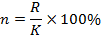 n = R/K × 100%